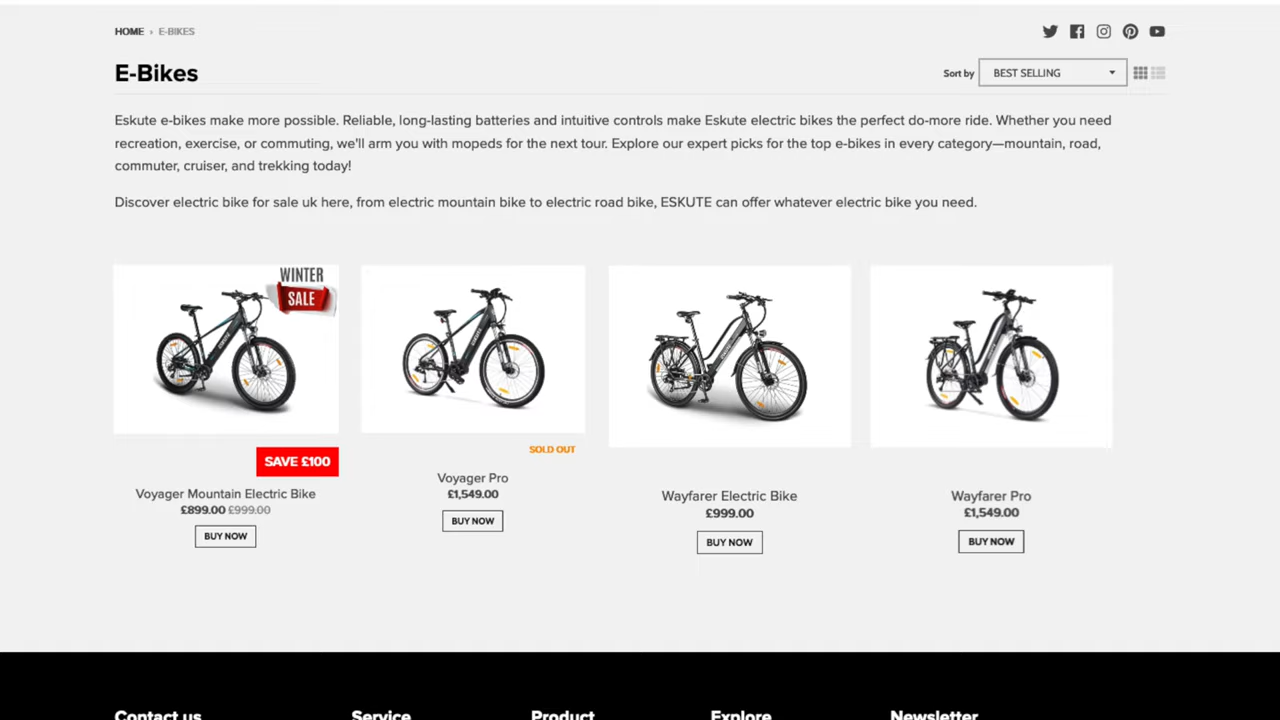 HOME › E-BIKES
E-Bikes
Sort by
BEST SELLING
Eskute e-bikes make more possible. Reliable, long-lasting batteries and intuitive controls make Eskute electric bikes the perfect do-more ride. Whether you need
recreation, exercise, or commuting, we'll arm you with mopeds for the next tour. Explore our expert picks for the top e-bikes in every category—mountain, road,
commuter, cruiser, and trekking today!
Discover electric bike for sale uk here, from electric mountain bike to electric road bike, ESKUTE can offer whatever electric bike you need.
WINTER
SALE
SAVE £100
Voyager Mountain Electric Bike
£899.00 £999.00
BUY NOW
SOLD OUT
Voyager Pro
£1,549.00
BUY NOW
Wayfarer Electric Bike
£999.00
BUY NOW
Wayfarer Pro
£1,549.00
BUY NOW
Contact us
Service
Product
Explore
Newsletter